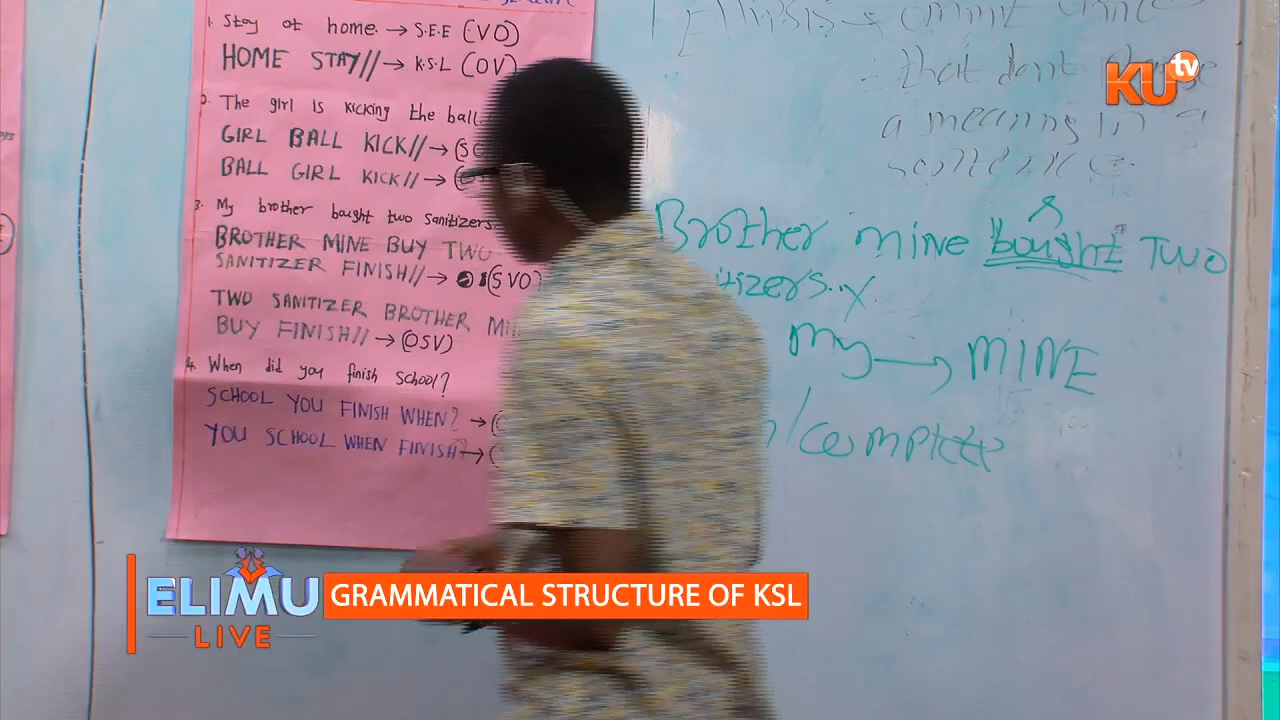 1. Stay at home. → S.E.E (VO)
HOME STAY// → K.S.L (OV)
2. The girl is kicking the ball.
GIRL BALL KICK// →
BALL GIRL KICK// →
3. My brother bought two sanitizers.
BROTHER MINE BUY TWO
SANITIZER FINISH// → (SVO)
TWO SANITIZER BROTHER
BUY FINISH// → (OSV)
4. When did you finish school?
SCHOOL YOU FINISH WHEN? →
YOU SCHOOL WHEN FINISH →
Ellipsis →
that don't
a meaning in a
Brother mine bought Two
itizers.. x
My → MINE
/complete
KU tv
ELIMU
LIVE
GRAMMATICAL STRUCTURE OF KSL